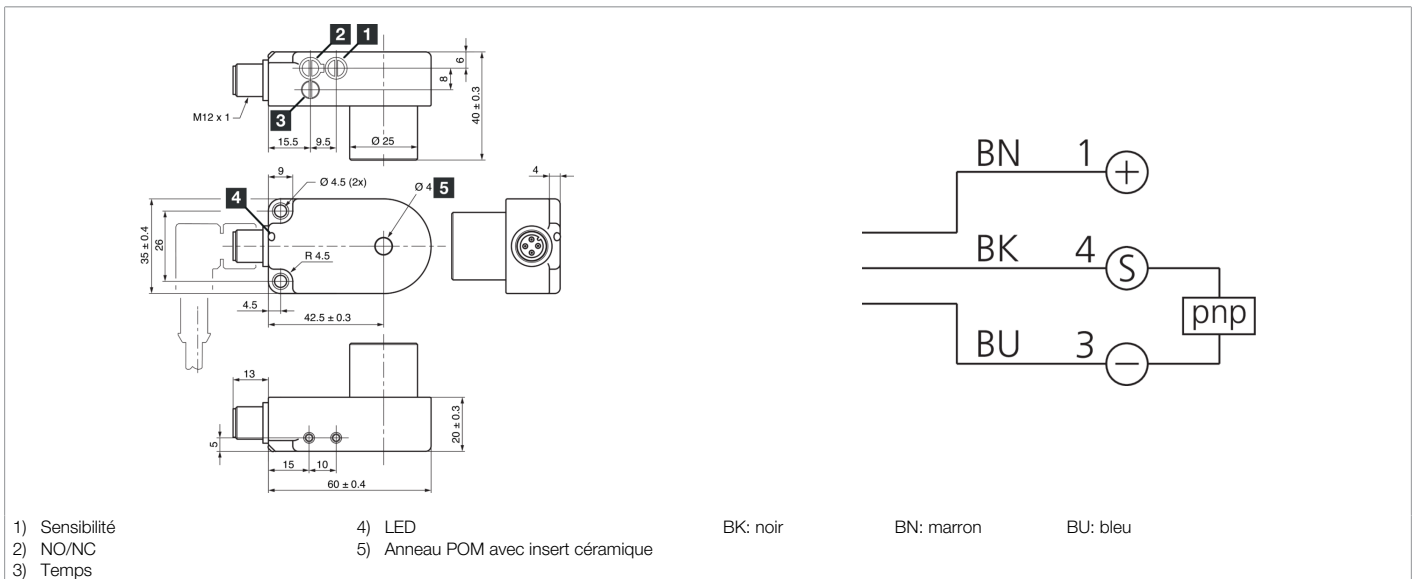 2 1
6
8
40 ± 0.3
M12 x 1
3
15.5 9.5 Ø 25
9
Ø 4.5 (2x)
Ø 4 5
4
4
35 ± 0.4
26
R 4.5
4.5
42.5 ± 0.3
13
20 ± 0.3
5
15 10
60 ± 0.4
BN 1 +
BK 4 S
pnp
BU 3 −
1) Sensibilité
2) NO/NC
3) Temps
4) LED
5) Anneau POM avec insert céramique
BK: noir BN: marron BU: bleu